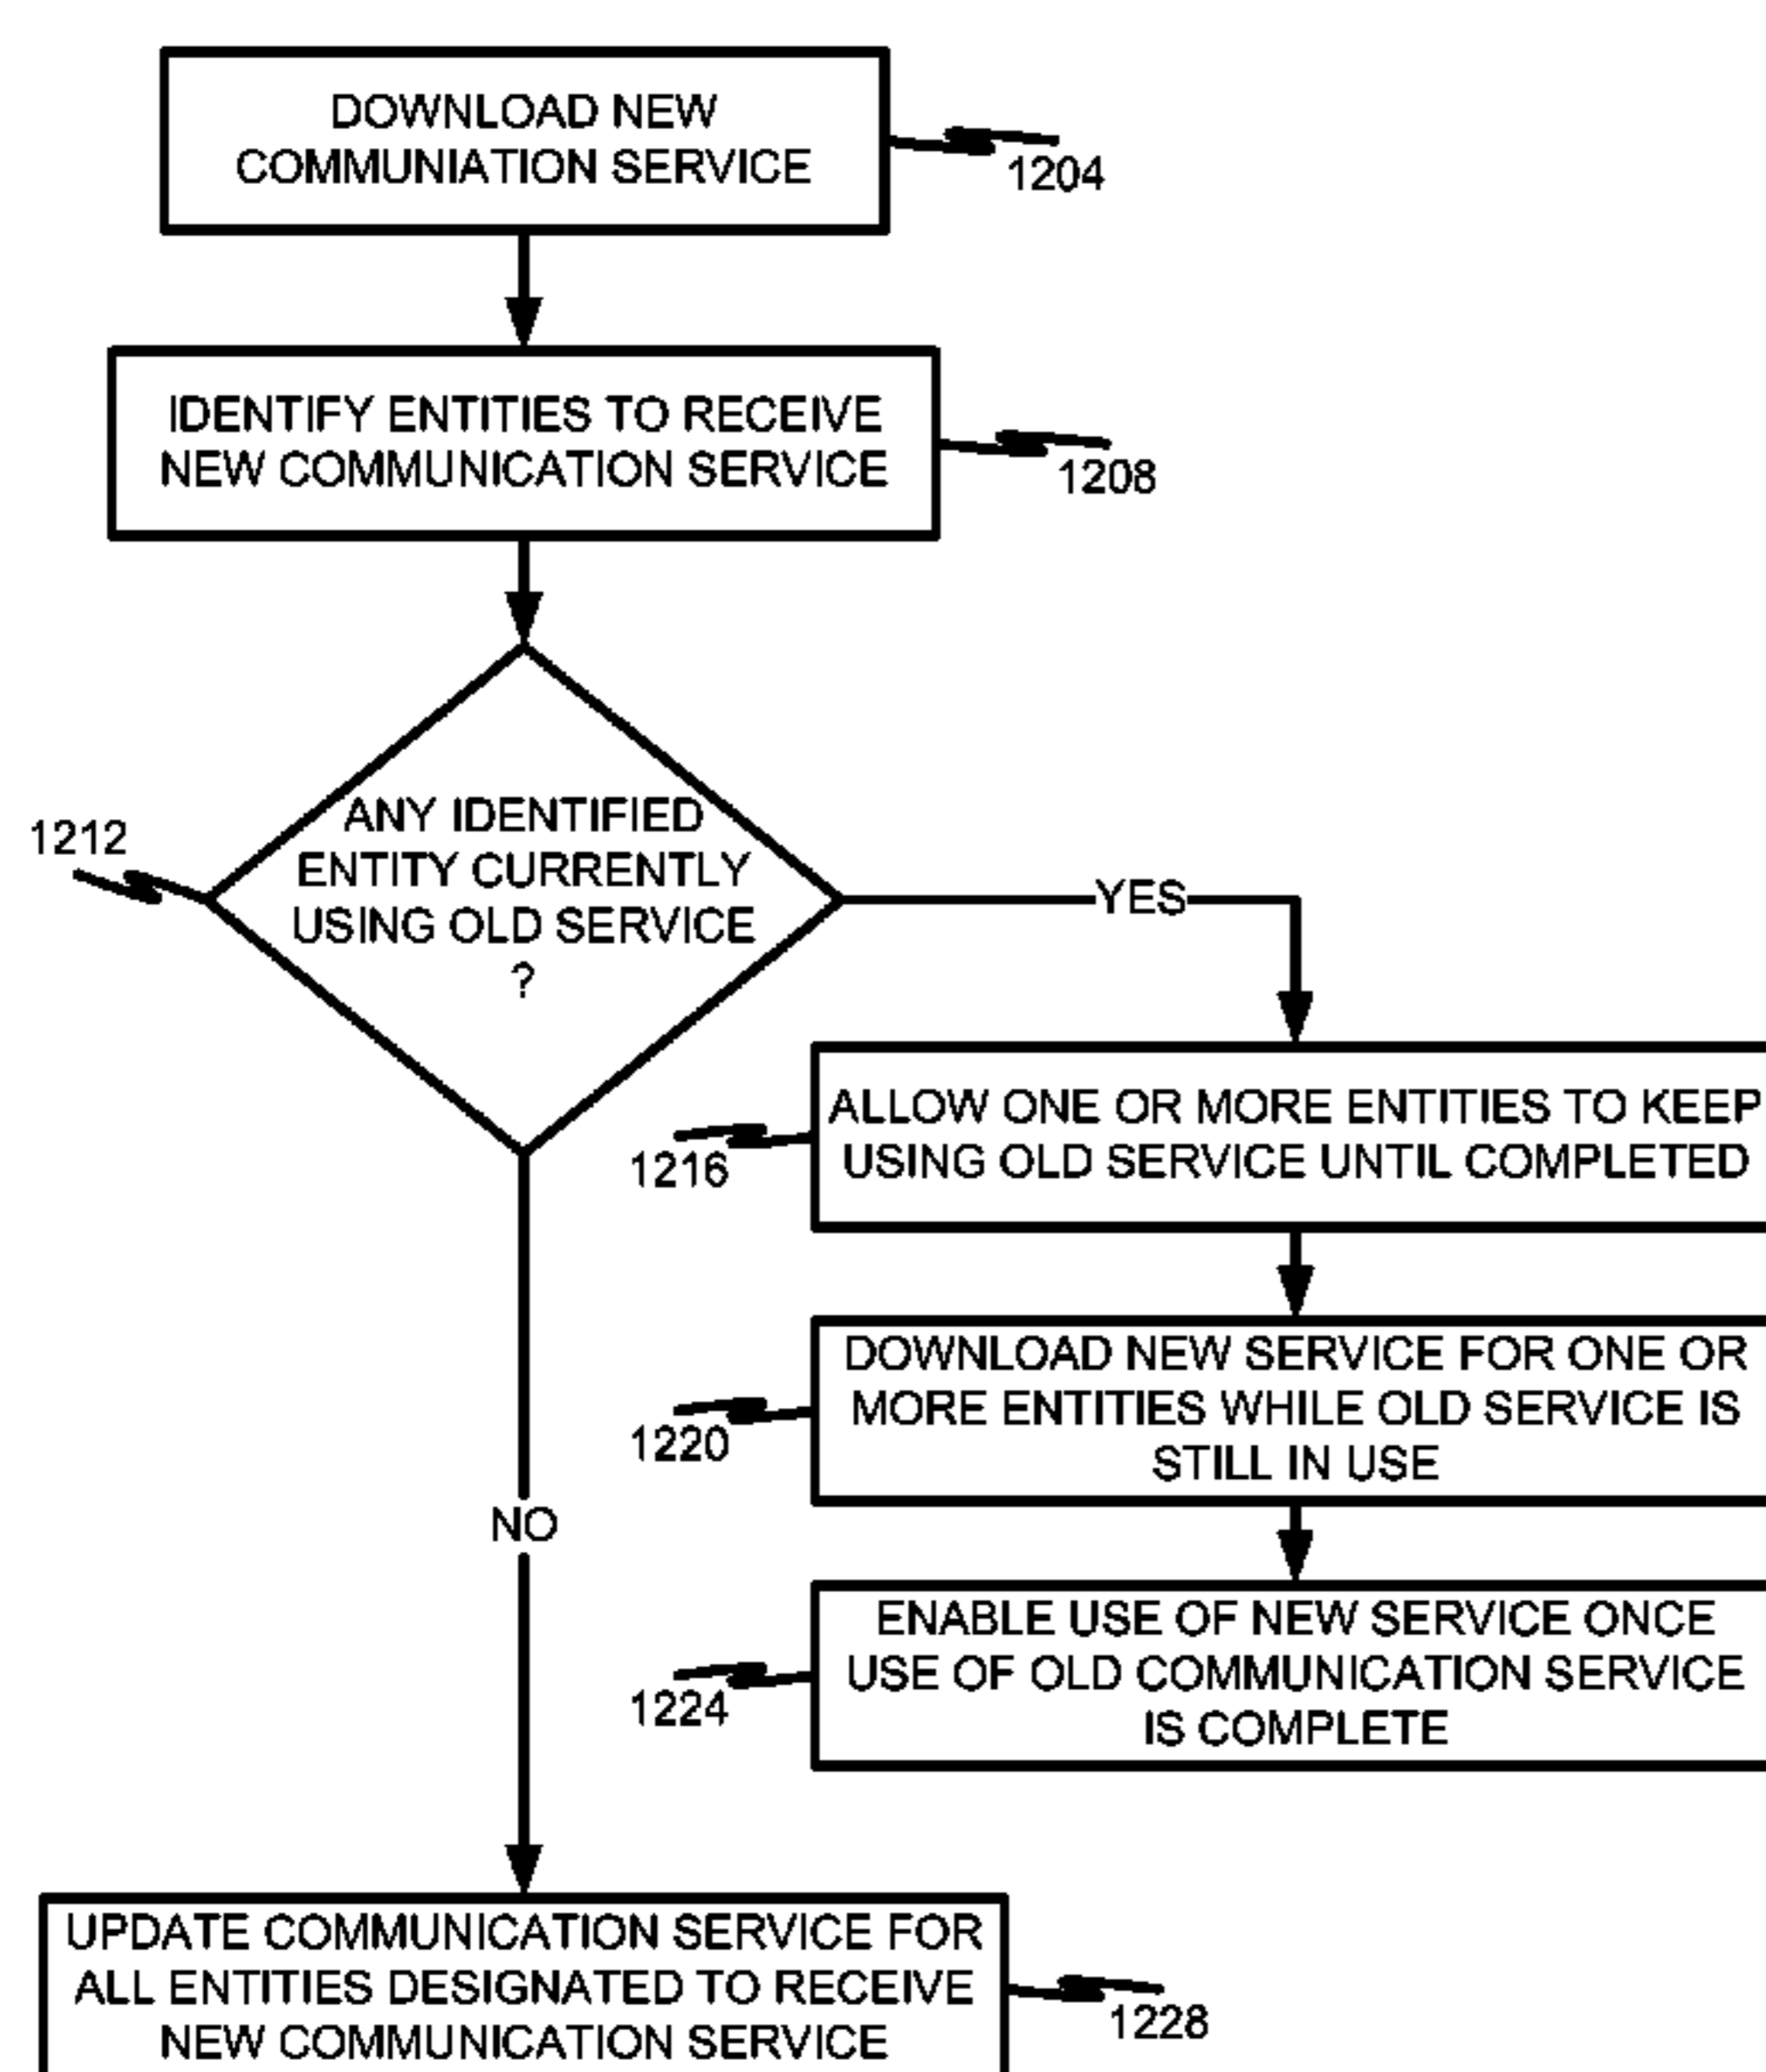 DOWNLOAD NEW
COMMUNIATION SERVICE
1204
IDENTIFY ENTITIES TO RECEIVE
NEW COMMUNICATION SERVICE
1208
1212
ANY IDENTIFIED
ENTITY CURRENTLY
USING OLD SERVICE
?
YES
ALLOW ONE OR MORE ENTITIES TO KEEP
USING OLD SERVICE UNTIL COMPLETED
1216
DOWNLOAD NEW SERVICE FOR ONE OR
MORE ENTITIES WHILE OLD SERVICE IS
STILL IN USE
1220
NO
ENABLE USE OF NEW SERVICE ONCE
USE OF OLD COMMUNICATION SERVICE
IS COMPLETE
1224
UPDATE COMMUNICATION SERVICE FOR
ALL ENTITIES DESIGNATED TO RECEIVE
NEW COMMUNICATION SERVICE
1228